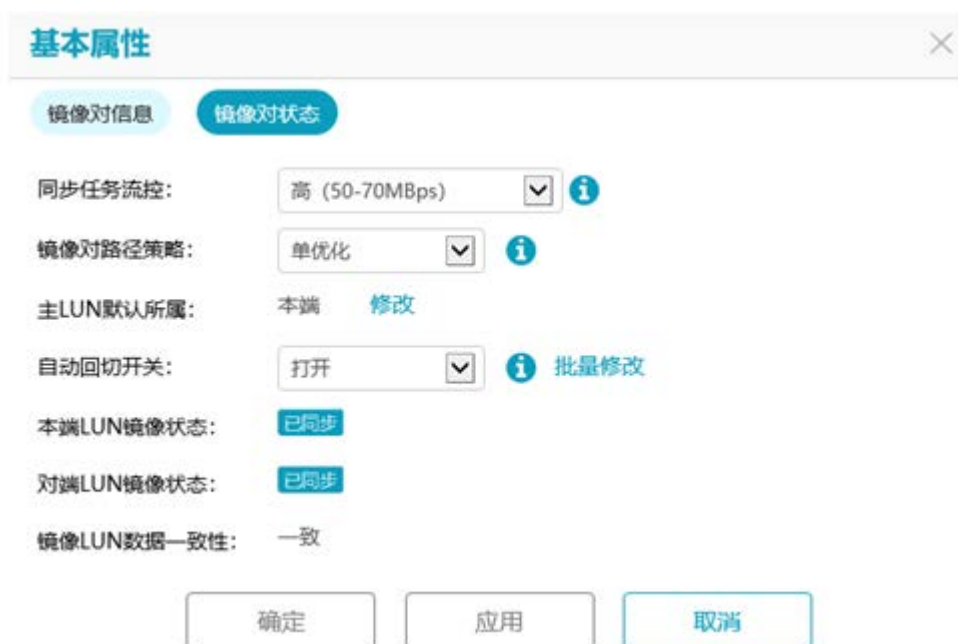 基本属性
镜像对信息 镜像对状态
同步任务流控： 高 (50-70MBps)
镜像对路径策略： 单优化
主LUN默认所属： 本端 修改
自动回切开关： 打开 批量修改
本端LUN镜像状态： 已同步
对端LUN镜像状态： 已同步
镜像LUN数据一致性： 一致
确定 应用 取消